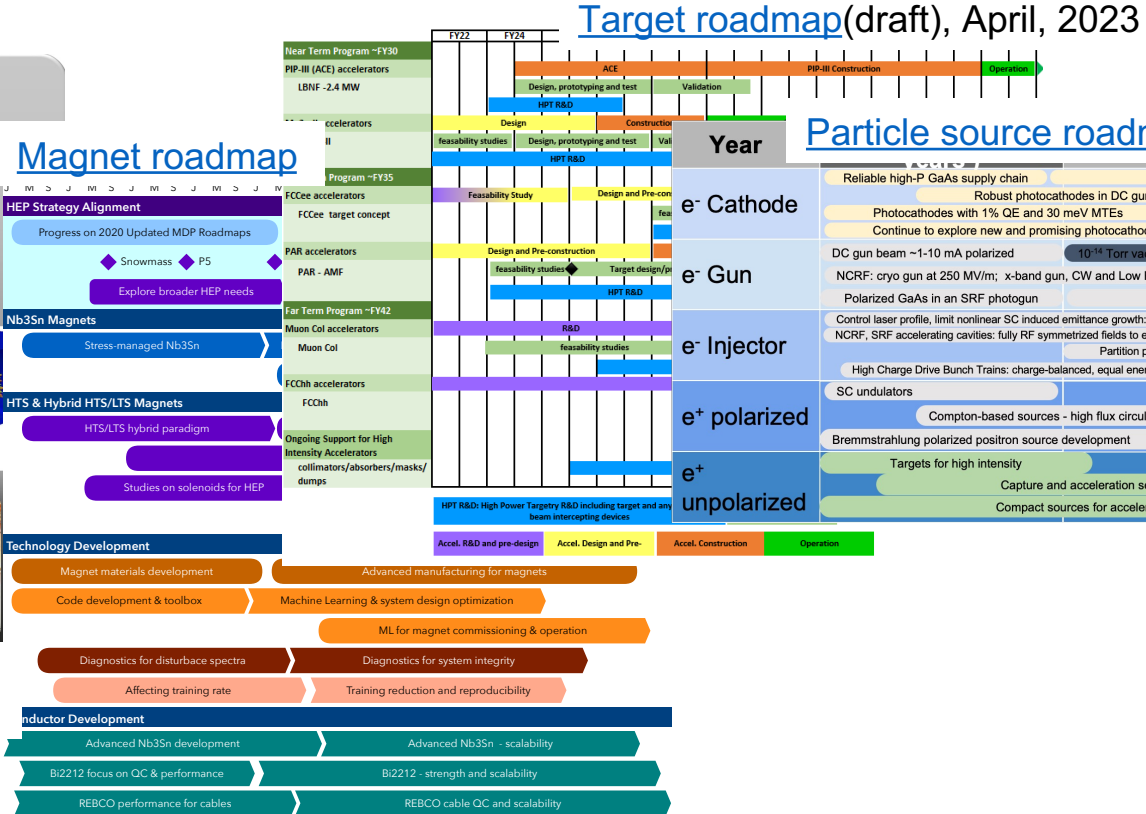 Target roadmap(draft), April, 2023
FY22 FY24
Near Term Program ~FY30
PIP-III (ACE) accelerators
ACE
PIP-III Construction
Operation
LBNF -2.4 MW
Design, prototyping and test
Validation
HPT R&D
accelerators
Design
Construction
II
feasability studies
Design, prototyping and test
Vali
HPT R&D
Program ~FY35
FCCee accelerators
Feasability Study
Design and Pre-con
FCCee target concept
feas
PAR accelerators
Design and Pre-construction
PAR - AMF
feasability studies
Target design/p
HPT R&D
Far Term Program ~FY42
Muon Col accelerators
R&D
Muon Col
feasability studies
FCChh accelerators
FCChh
Ongoing Support for High
Intensity Accelerators
collimators/absorbers/masks/
dumps
HPT R&D: High Power Targetry R&D including target and any
beam intercepting devices
Accel. R&D and pre-design
Accel. Design and Pre-
Accel. Construction
Operation
Magnet roadmap
J M S J M S J M S J M
HEP Strategy Alignment
Progress on 2020 Updated MDP Roadmaps
Snowmass
P5
Explore broader HEP needs
Nb3Sn Magnets
Stress-managed Nb3Sn
HTS & Hybrid HTS/LTS Magnets
HTS/LTS hybrid paradigm
Studies on solenoids for HEP
Technology Development
Magnet materials development
Advanced manufacturing for magnets
Code development & toolbox
Machine Learning & system design optimization
ML for magnet commissioning & operation
Diagnostics for disturbace spectra
Diagnostics for system integrity
Affecting training rate
Training reduction and reproducibility
nductor Development
Advanced Nb3Sn development
Advanced Nb3Sn - scalability
Bi2212 focus on QC & performance
Bi2212 - strength and scalability
REBCO performance for cables
REBCO cable QC and scalability
Particle source roadm
Year
e- Cathode
Reliable high-P GaAs supply chain
Robust photocathodes in DC gun
Photocathodes with 1% QE and 30 meV MTEs
Continue to explore new and promising photocathod
e- Gun
DC gun beam ~1-10 mA polarized
10-14 Torr vac
NCRF: cryo gun at 250 MV/m; x-band gun, CW and Low
Polarized GaAs in an SRF photogun
e- Injector
Control laser profile, limit nonlinear SC induced emittance growth:
NCRF, SRF accelerating cavities: fully RF symmetrized fields to e
Partition p
High Charge Drive Bunch Trains: charge-balanced, equal ener
e+ polarized
SC undulators
Compton-based sources - high flux circul
Bremmstrahlung polarized positron source development
e+
unpolarized
Targets for high intensity
Capture and acceleration se
Compact sources for acceler